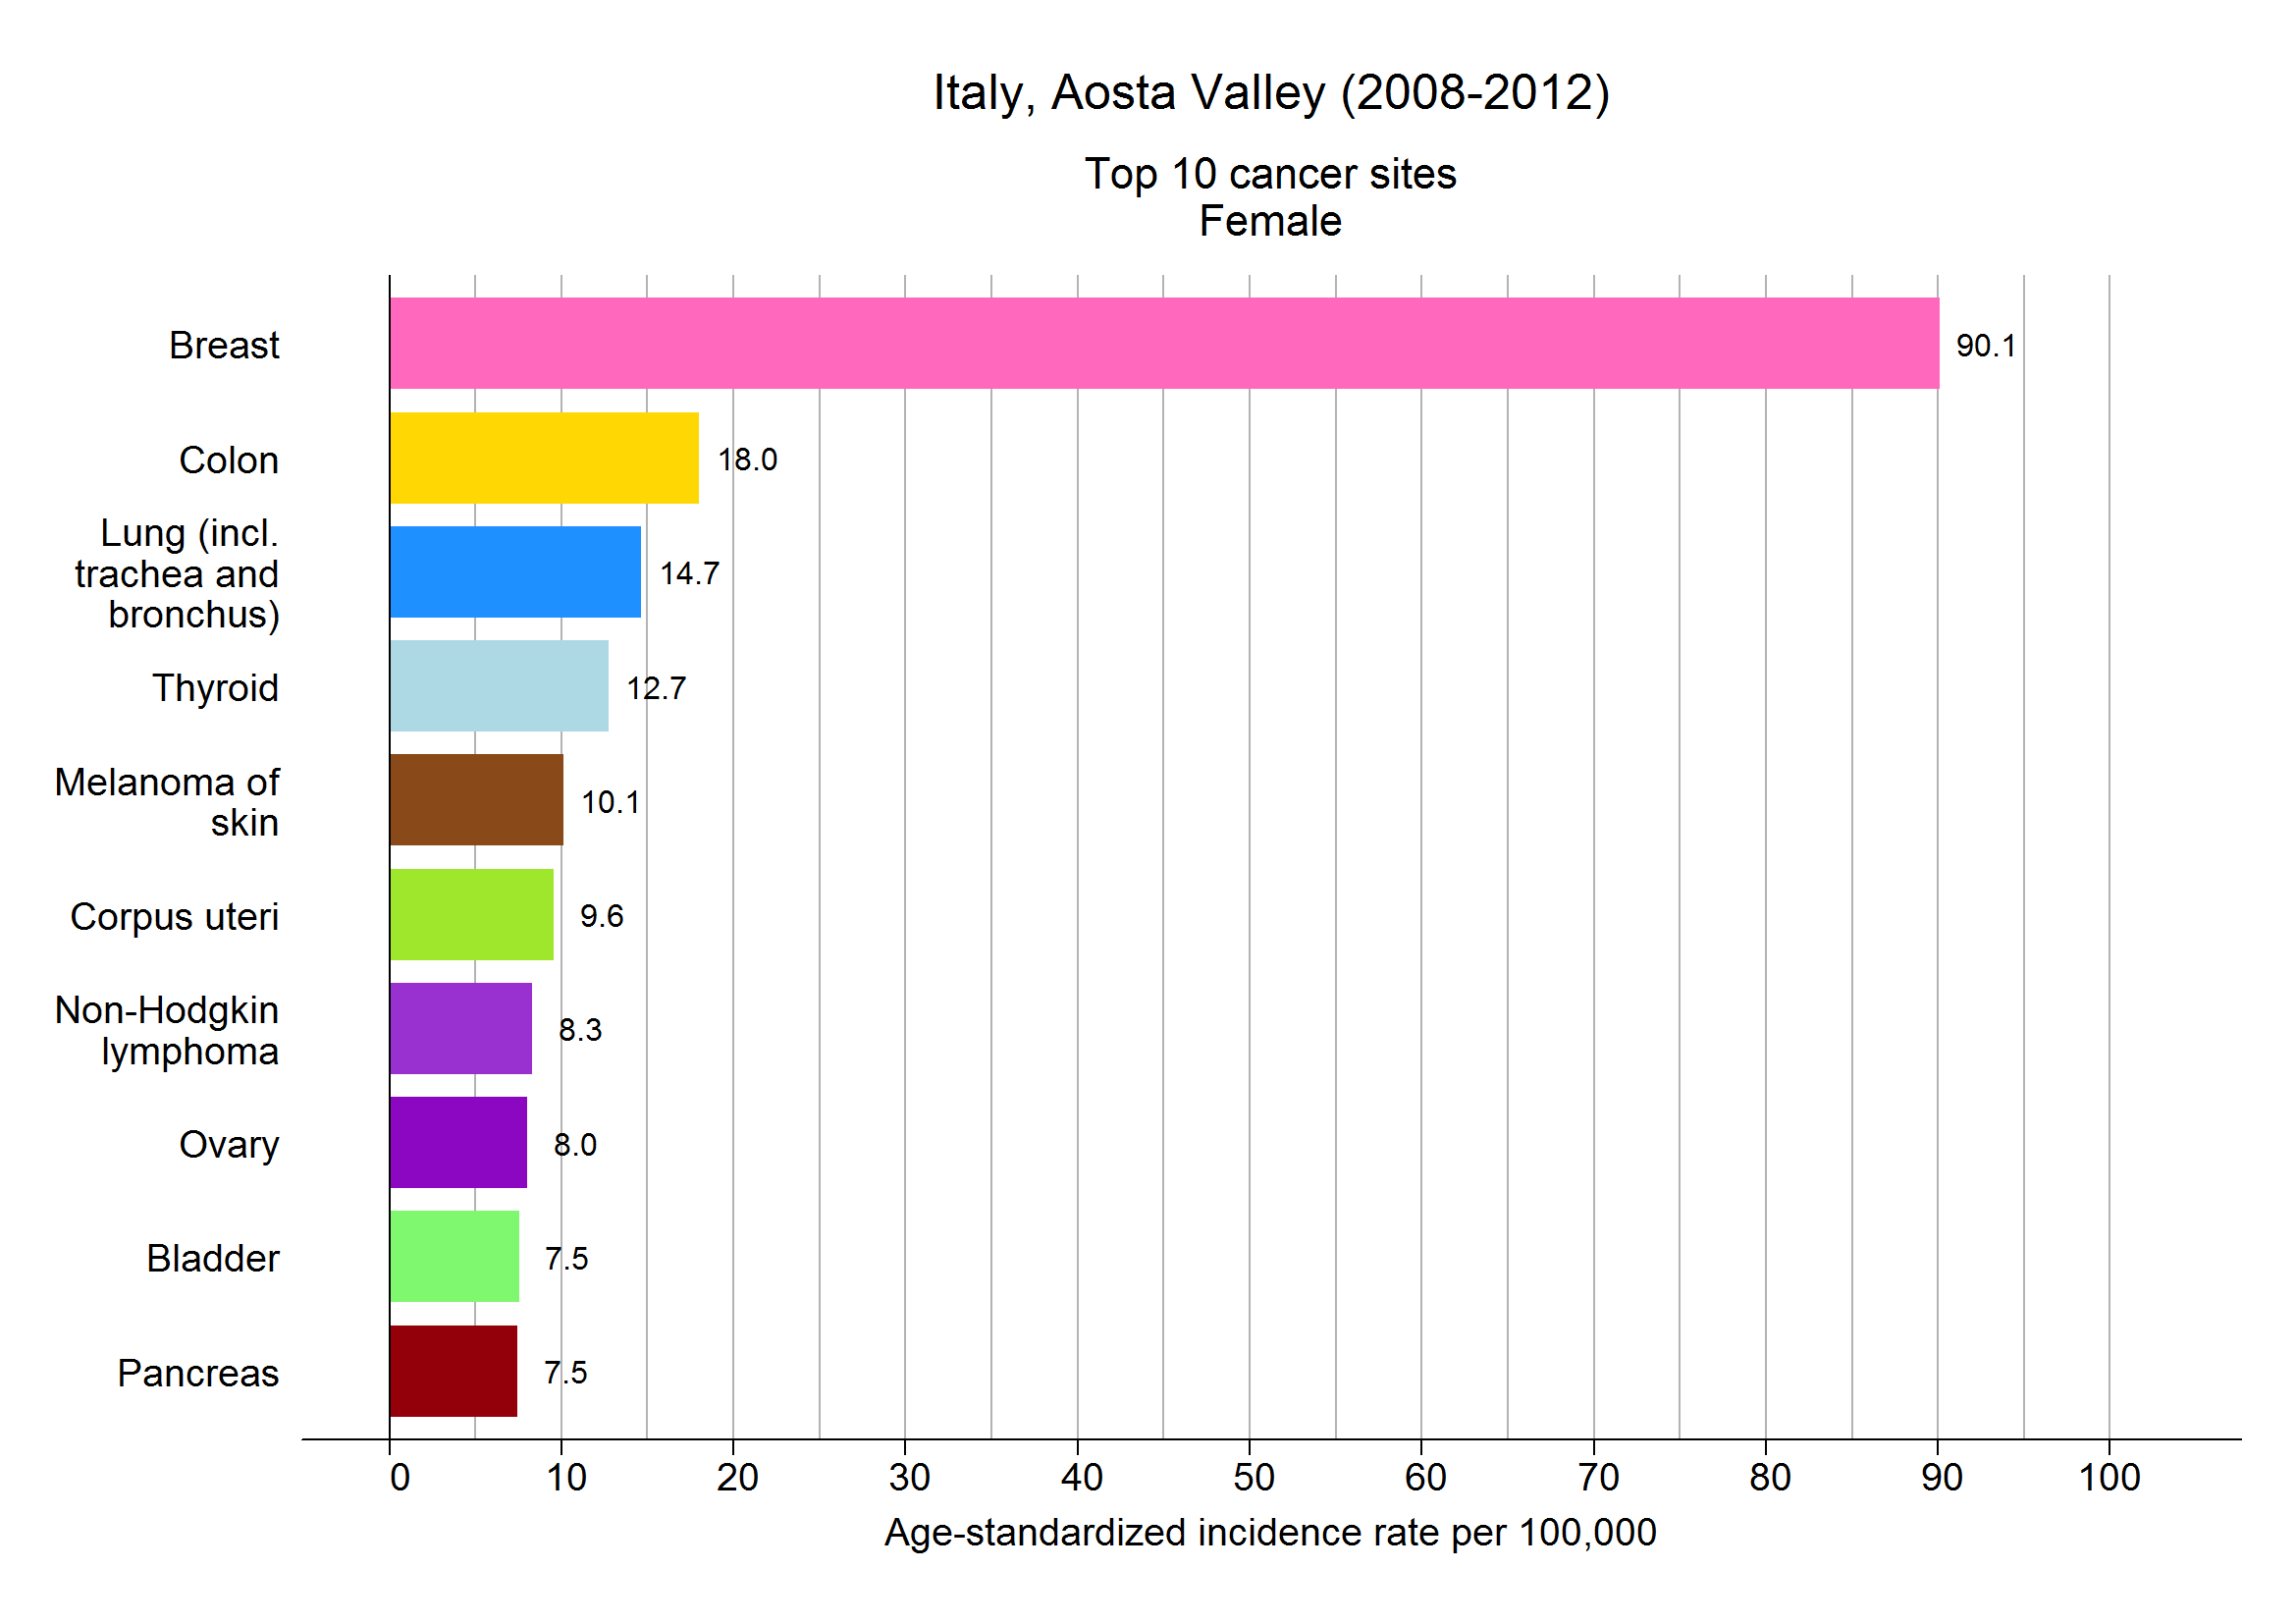 Italy, Aosta Valley (2008-2012)
Top 10 cancer sites
Female
Breast
90.1
Colon
18.0
Lung (incl.
trachea and
bronchus)
14.7
Thyroid
12.7
Melanoma of
skin
10.1
Corpus uteri
9.6
Non-Hodgkin
lymphoma
8.3
Ovary
8.0
Bladder
7.5
Pancreas
7.5
0 10 20 30 40 50 60 70 80 90 100
Age-standardized incidence rate per 100,000